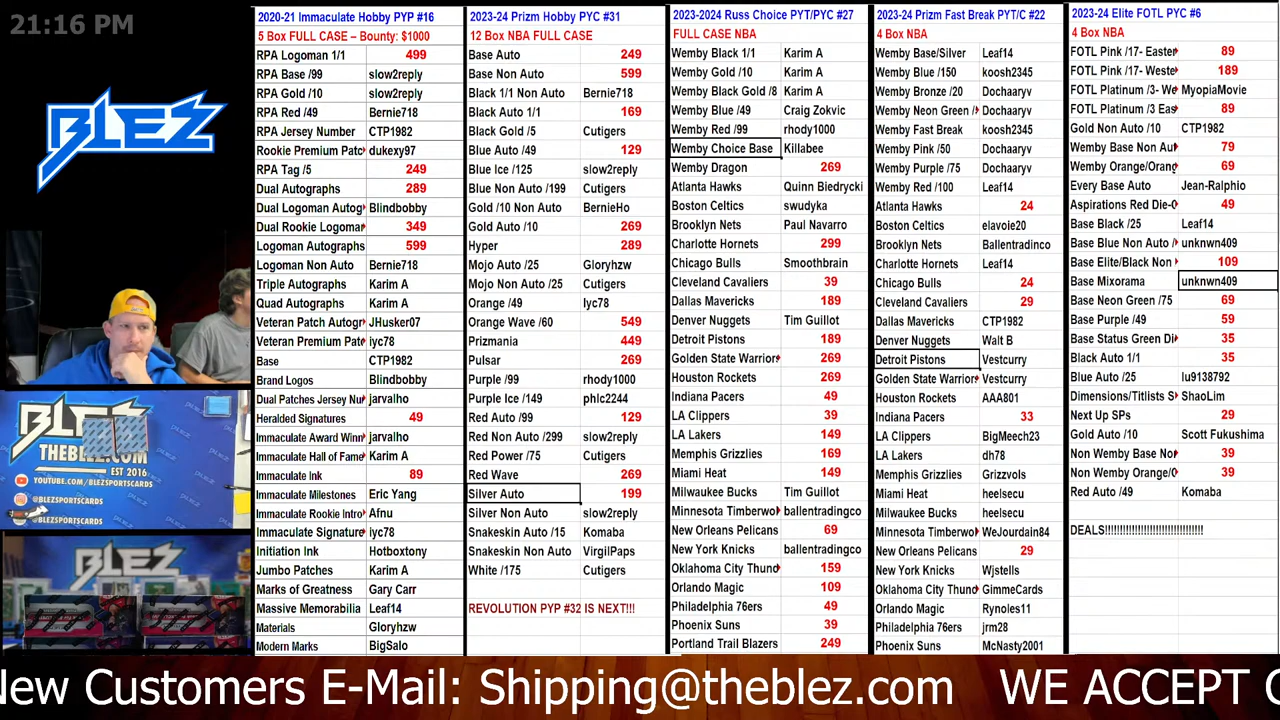 21:16 PM
BLEZ
BLEZ
THEBLEZ.COM
EST 2016
YOUTUBE.COM/BLEZSPORTSCARDS
@BLEZSPORTSCARDS
@BLEZSPORTSCARDS
BLEZ
2020-21 Immaculate Hobby PYP #16
5 Box FULL CASE – Bounty: $1000
RPA Logoman 1/1 499
RPA Base /99 slow2reply
RPA Gold /10 slow2reply
RPA Red /49 Bernie718
RPA Jersey Number CTP1982
Rookie Premium Patc dukexy97
RPA Tag /5 249
Dual Autographs 289
Dual Logoman Autog Blindbobby
Dual Rookie Logoma 349
Logoman Autographs 599
Logoman Non Auto Bernie718
Triple Autographs Karim A
Quad Autographs Karim A
Veteran Patch Autogr JHusker07
Veteran Premium Pat iyc78
Base CTP1982
Brand Logos Blindbobby
Dual Patches Jersey Nu jarvalho
Heralded Signatures 49
Immaculate Award Winn jarvalho
Immaculate Hall of Fame Karim A
Immaculate Ink 89
Immaculate Milestones Eric Yang
Immaculate Rookie Intro Afnu
Immaculate Signature iyc78
Initiation Ink Hotboxtony
Jumbo Patches Karim A
Marks of Greatness Gary Carr
Massive Memorabilia Leaf14
Materials Gloryhzw
Modern Marks BigSalo
2023-24 Prizm Hobby PYC #31
12 Box NBA FULL CASE
Base Auto 249
Base Non Auto 599
Black 1/1 Non Auto Bernie718
Black Auto 1/1 169
Black Gold /5 Cutigers
Blue Auto /49 129
Blue Ice /125 slow2reply
Blue Non Auto /199 Cutigers
Gold /10 Non Auto BernieHo
Gold Auto /10 269
Hyper 289
Mojo Auto /25 Gloryhzw
Mojo Non Auto /25 Cutigers
Orange /49 lyc78
Orange Wave /60 549
Prizmania 449
Pulsar 269
Purple /99 rhody1000
Purple Ice /149 phlc2244
Red Auto /99 129
Red Non Auto /299 slow2reply
Red Power /75 Cutigers
Red Wave 269
Silver Auto 199
Silver Non Auto slow2reply
Snakeskin Auto /15 Komaba
Snakeskin Non Auto VirgilPaps
White /175 Cutigers
REVOLUTION PYP #32 IS NEXT!!!
2023-2024 Russ Choice PYT/PYC #27
FULL CASE NBA
Wemby Black 1/1 Karim A
Wemby Gold /10 Karim A
Wemby Black Gold /8 Karim A
Wemby Blue /49 Craig Zokvic
Wemby Red /99 rhody1000
Wemby Choice Base Killabee
Wemby Dragon 269
Atlanta Hawks Quinn Biedrycki
Boston Celtics swudyka
Brooklyn Nets Paul Navarro
Charlotte Hornets 299
Chicago Bulls Smoothbrain
Cleveland Cavaliers 39
Dallas Mavericks 189
Denver Nuggets Tim Guillot
Detroit Pistons 189
Golden State Warrior 269
Houston Rockets 269
Indiana Pacers 49
LA Clippers 39
LA Lakers 149
Memphis Grizzlies 169
Miami Heat 149
Milwaukee Bucks Tim Guillot
Minnesota Timberwo ballentradingco
New Orleans Pelicans 69
New York Knicks ballentradingco
Oklahoma City Thund 159
Orlando Magic 109
Philadelphia 76ers 49
Phoenix Suns 39
Portland Trail Blazers 249
2023-24 Prizm Fast Break PYT/C #22
4 Box NBA
Wemby Base/Silver Leaf14
Wemby Blue /150 koosh2345
Wemby Bronze /20 Docharyv
Wemby Neon Green / Docharyv
Wemby Fast Break koosh2345
Wemby Pink /50 Docharyv
Wemby Purple /75 Docharyv
Wemby Red /100 Leaf14
Atlanta Hawks 24
Boston Celtics elavoie20
Brooklyn Nets Ballentradinco
Charlotte Hornets Leaf14
Chicago Bulls 24
Cleveland Cavaliers 29
Dallas Mavericks CTP1982
Denver Nuggets Walt B
Detroit Pistons Vestcurry
Golden State Warrior Vestcurry
Houston Rockets AAA801
Indiana Pacers 33
LA Clippers BigMeech23
LA Lakers dh78
Memphis Grizzlies Grizzvols
Miami Heat heelsecu
Milwaukee Bucks heelsecu
Minnesota Timberwo WeJourdain84
New Orleans Pelicans 29
New York Knicks Wjstells
Oklahoma City Thund GimmeCards
Orlando Magic Rynoles11
Philadelphia 76ers jrm28
Phoenix Suns McNasty2001
2023-24 Elite FOTL PYC #6
4 Box NBA
FOTL Pink /17- Easter 89
FOTL Pink /17- Weste 189
FOTL Platinum /3- We MyopiaMovie
FOTL Platinum /3 Eas 89
Gold Non Auto /10 CTP1982
Wemby Base Non Au 79
Wemby Orange/Orang 69
Every Base Auto Jean-Ralphio
Aspirations Red Die-C 49
Base Black /25 Leaf14
Base Blue Non Auto / unknwn409
Base Elite/Black Non 109
Base Mixorama unknwn409
Base Neon Green /75 69
Base Purple /49 59
Base Status Green Di 35
Black Auto 1/1 35
Blue Auto /25 lu9138792
Dimensions/Titlists S ShaoLim
Next Up SPs 29
Gold Auto /10 Scott Fukushima
Non Wemby Base Nor 39
Non Wemby Orange/O 39
Red Auto /49 Komaba
DEALS!!!!!!!!!!!!!!!!!!!!!!!!!!!!!!!!!
New Customers E-Mail: Shipping@theblez.com WE ACCEPT